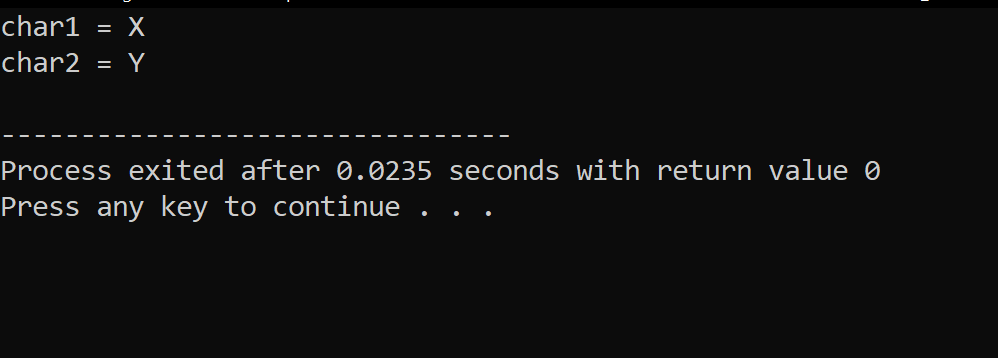 char1 = X
char2 = Y
--------------------------------
Process exited after 0.0235 seconds with return value 0
Press any key to continue . . .